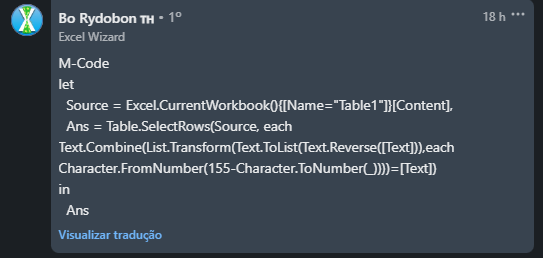 Bo Rydobon ᴛʜ • 1º
18 h •••
Excel Wizard
M-Code
let
Source = Excel.CurrentWorkbook(){[Name="Table1"]}[Content],
Ans = Table.SelectRows(Source, each
Text.Combine(List.Transform(Text.ToList(Text.Reverse([Text])),each
Character.FromNumber(155-Character.ToNumber(_))))=[Text])
in
Ans
Visualizar tradução